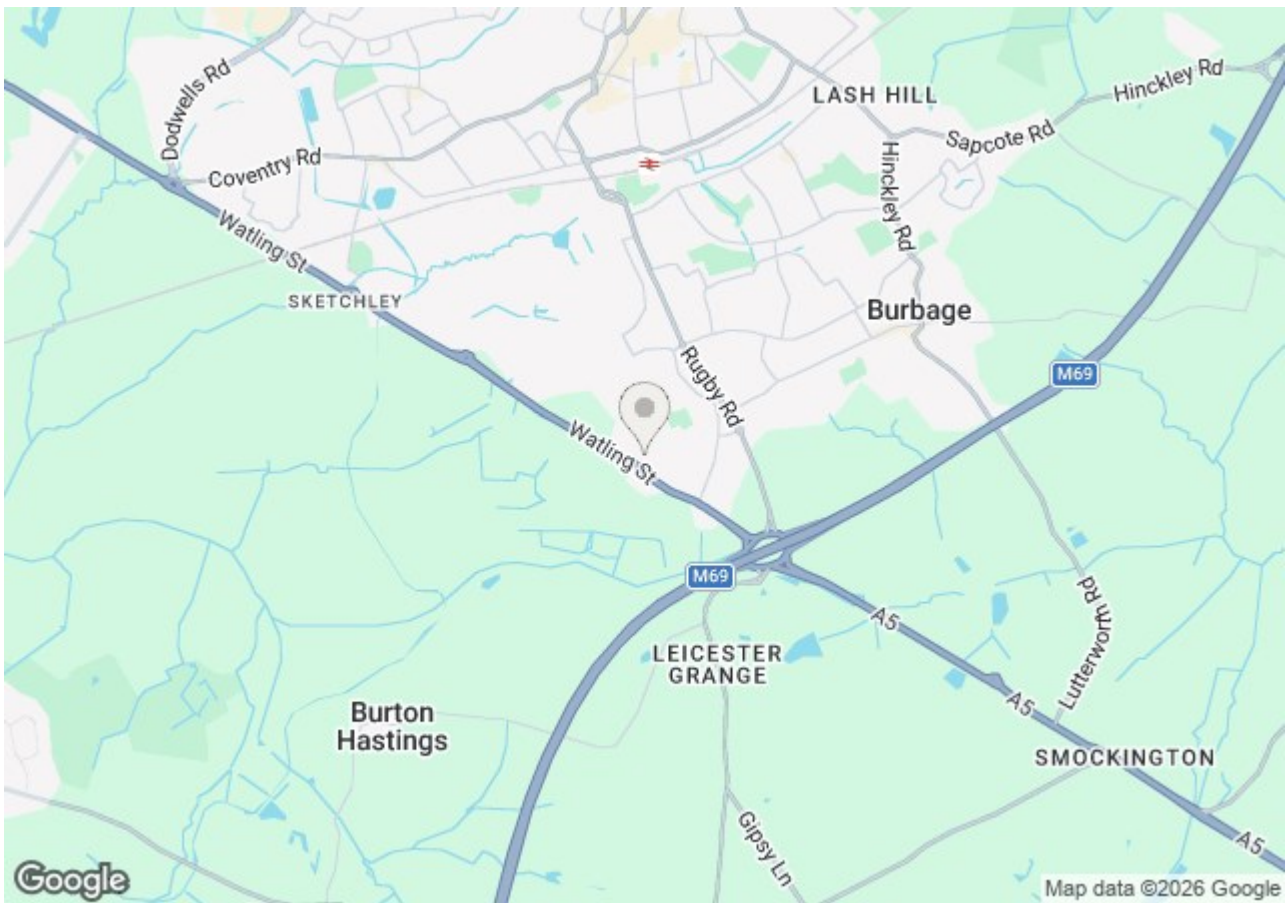 Dodwells Rd
Coventry Rd
LASH HILL
Hinckley Rd
Sapcote Rd
Hinckley Rd
Watling St
SKETCHLEY
Burbage
Rugby Rd
M69
Watling St
M69
A5
Lutterworth Rd
LEICESTER
GRANGE
A5
Burton
Hastings
SMOCKINGTON
Gipsy Ln
A5
Google
Map data ©2026 Google